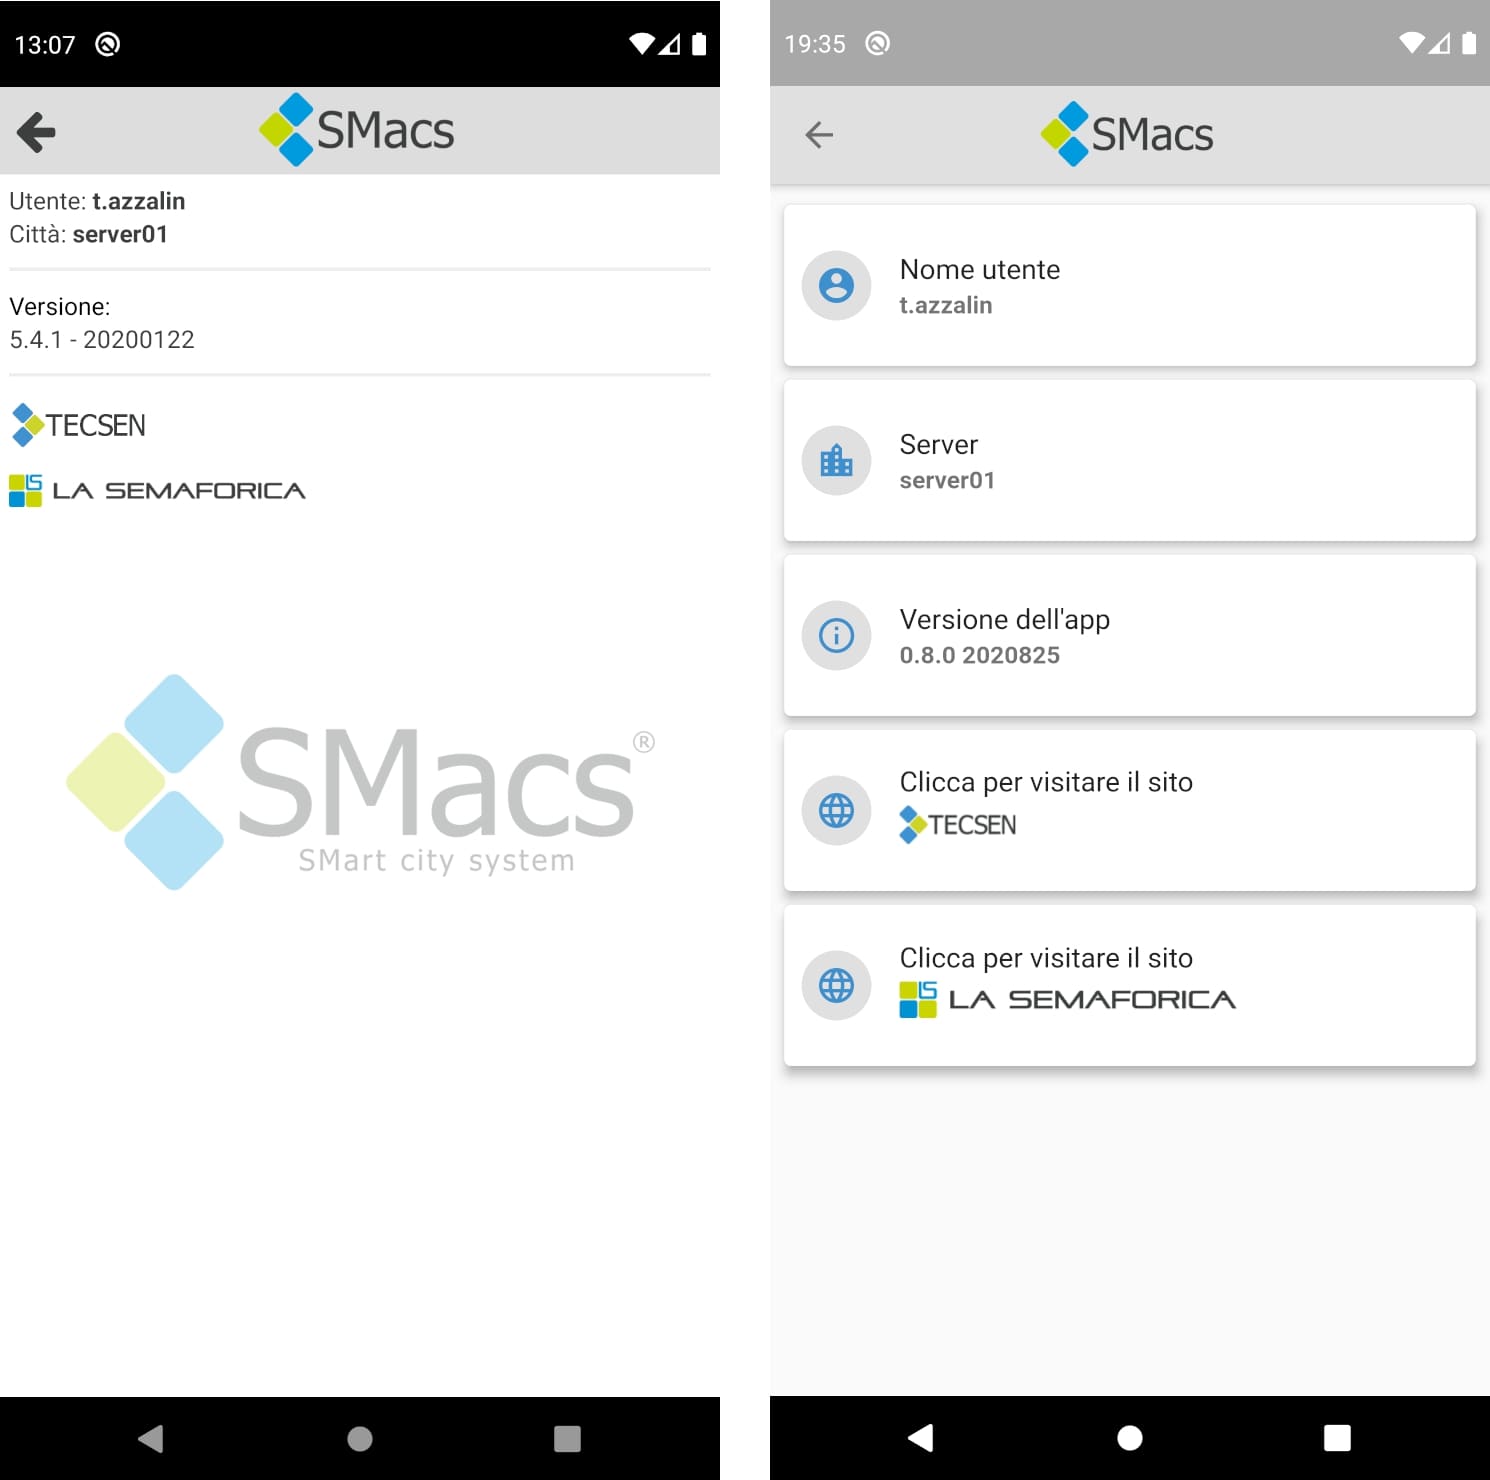 13:07
SMacs
Utente: t.azzalin
Città: server01
Versione:
5.4.1 - 20200122
TECSEN
LS LA SEMAFORICA
SMacs®
SMart city system
19:35
SMacs
Nome utente
t.azzalin
Server
server01
Versione dell'app
0.8.0 2020825
Clicca per visitare il sito
TECSEN
Clicca per visitare il sito
LS LA SEMAFORICA